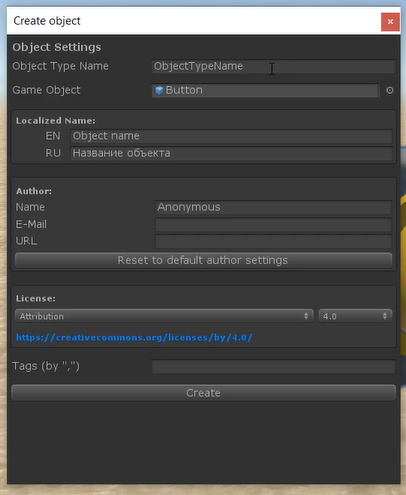 Create object
Object Settings
Object Type Name ObjectTypeName
Game Object Button
Localized Name:
EN Object name
RU Название объекта
Author:
Name Anonymous
E-Mail
URL
Reset to default author settings
License:
Attribution 4.0
https://creativecommons.org/licenses/by/4.0/
Tags (by ",")
Create